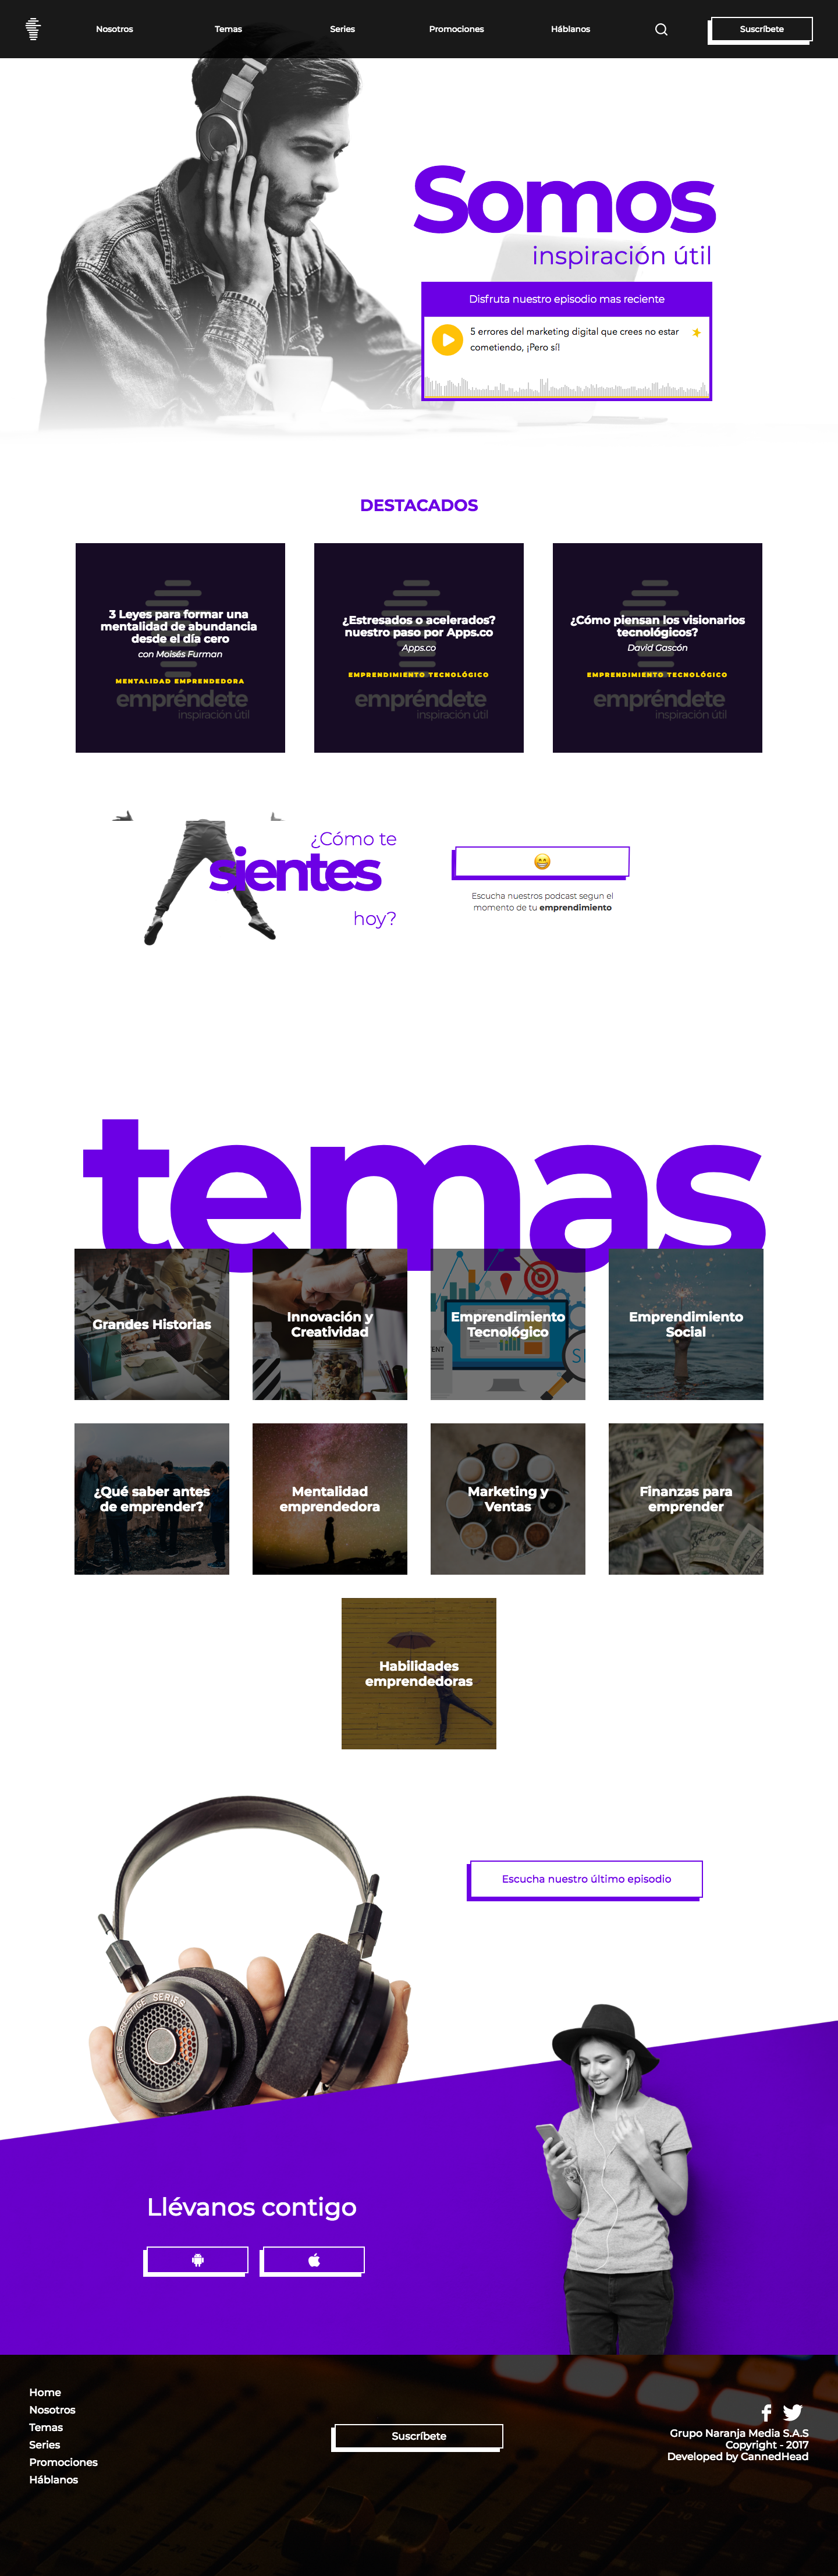 Nosotros
Temas
Series
Promociones
Háblanos
Suscríbete
Somos
inspiración útil
Disfruta nuestro episodio mas reciente
5 errores del marketing digital que crees no estar
cometiendo, ¡Pero sí!
DESTACADOS
3 Leyes para formar una
mentalidad de abundancia
desde el día cero
con Moisés Furman
MENTALIDAD EMPRENDEDORA
empréndete
inspiración útil
¿Estresados o acelerados?
nuestro paso por Apps.co
Apps.co
EMPRENDIMIENTO TECNOLÓGICO
empréndete
inspiración útil
¿Cómo piensan los visionarios
tecnológicos?
David Gascón
EMPRENDIMIENTO TECNOLÓGICO
empréndete
inspiración útil
¿Cómo te
sientes
hoy?
Escucha nuestros podcast segun el
momento de tu emprendimiento
temas
Grandes Historias
Innovación y
Creatividad
Emprendimiento
Tecnológico
Emprendimiento
Social
¿Qué saber antes
de emprender?
Mentalidad
emprendedora
Marketing y
Ventas
Finanzas para
emprender
Habilidades
emprendedoras
PRESTIGE SERIES
Escucha nuestro último episodio
Llévanos contigo
Home
Nosotros
Temas
Series
Promociones
Háblanos
Suscríbete
Grupo Naranja Media S.A.S
Copyright - 2017
Developed by CannedHead